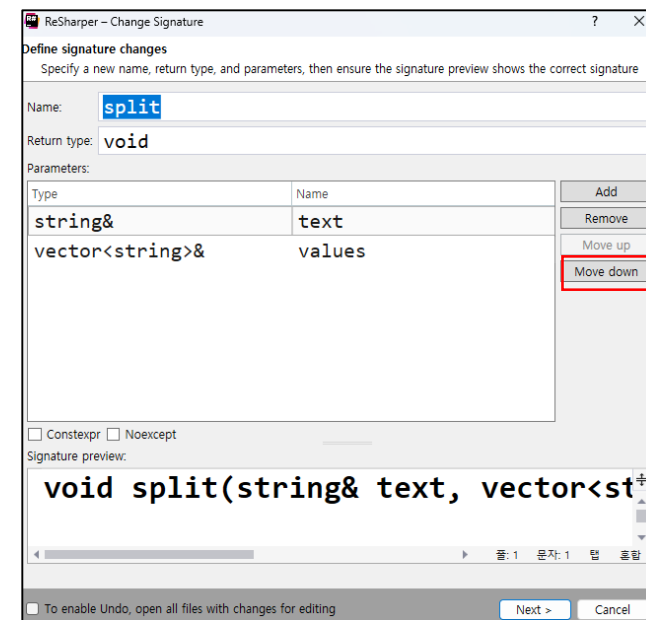 ReSharper – Change Signature ?
Define signature changes
Specify a new name, return type, and parameters, then ensure the signature preview shows the correct signature
Name: split
Return type: void
Parameters:
Type Name Add
string& text Remove
vector<string>& values Move up
Move down
Constexpr Noexcept
Signature preview:
void split(string& text, vector<st
줄: 1 문자: 1 탭 혼합
To enable Undo, open all files with changes for editing Next > Cancel